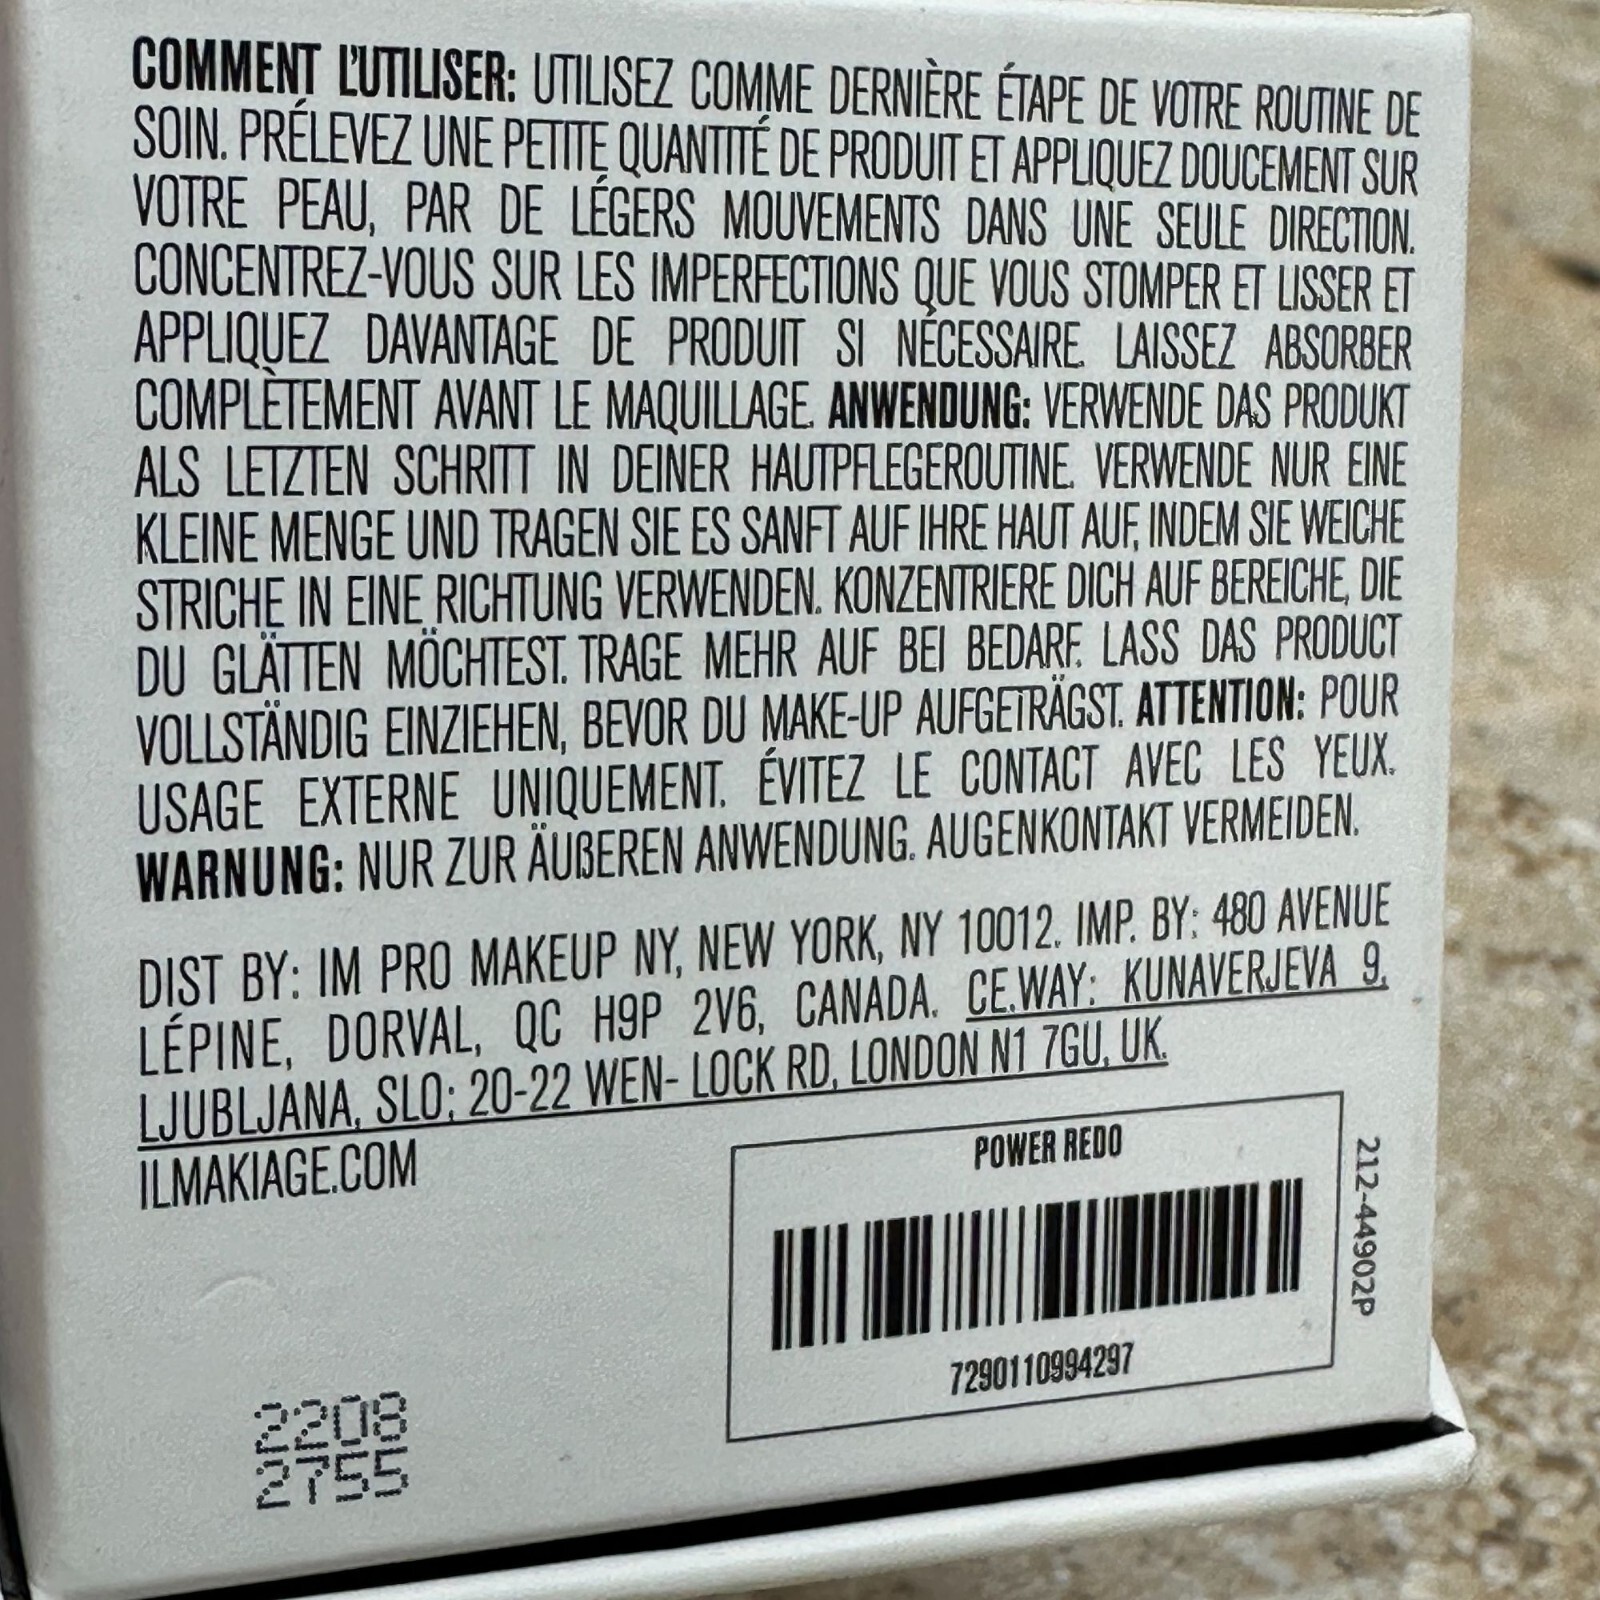 COMMENT L'UTILISER: UTILISEZ COMME DERNIÈRE ÉTAPE DE VOTRE ROUTINE DE
SOIN. PRÉLEVEZ UNE PETITE QUANTITÉ DE PRODUIT ET APPLIQUEZ DOUCEMENT SUR
VOTRE PEAU, PAR DE LÉGERS MOUVEMENTS DANS UNE SEULE DIRECTION.
CONCENTREZ-VOUS SUR LES IMPERFECTIONS QUE VOUS STOMPER ET LISSER ET
APPLIQUEZ DAVANTAGE DE PRODUIT SI NÉCESSAIRE. LAISSEZ ABSORBER
COMPLÈTEMENT AVANT LE MAQUILLAGE. ANWENDUNG: VERWENDE DAS PRODUKT
ALS LETZTEN SCHRITT IN DEINER HAUTPFLEGEROUTINE. VERWENDE NUR EINE
KLEINE MENGE UND TRAGEN SIE ES SANFT AUF IHRE HAUT AUF, INDEM SIE WEICHE
STRICHE IN EINE RICHTUNG VERWENDEN. KONZENTRIERE DICH AUF BEREICHE, DIE
DU GLÄTTEN MÖCHTEST. TRAGE MEHR AUF BEI BEDARF. LASS DAS PRODUCT
VOLLSTÄNDIG EINZIEHEN, BEVOR DU MAKE-UP AUFGETRÄGST. ATTENTION: POUR
USAGE EXTERNE UNIQUEMENT. ÉVITEZ LE CONTACT AVEC LES YEUX.
WARNUNG: NUR ZUR ÄUßEREN ANWENDUNG. AUGENKONTAKT VERMEIDEN.
DIST BY: IM PRO MAKEUP NY, NEW YORK, NY 10012. IMP. BY: 480 AVENUE
LÉPINE, DORVAL, QC H9P 2V6, CANADA. CE.WAY: KUNAVERJEVA 9,
LJUBLJANA, SLO; 20-22 WEN- LOCK RD, LONDON N1 7GU, UK.
ILMAKIAGE.COM
POWER REDO
7290110994297
212-44902P
2208
2755